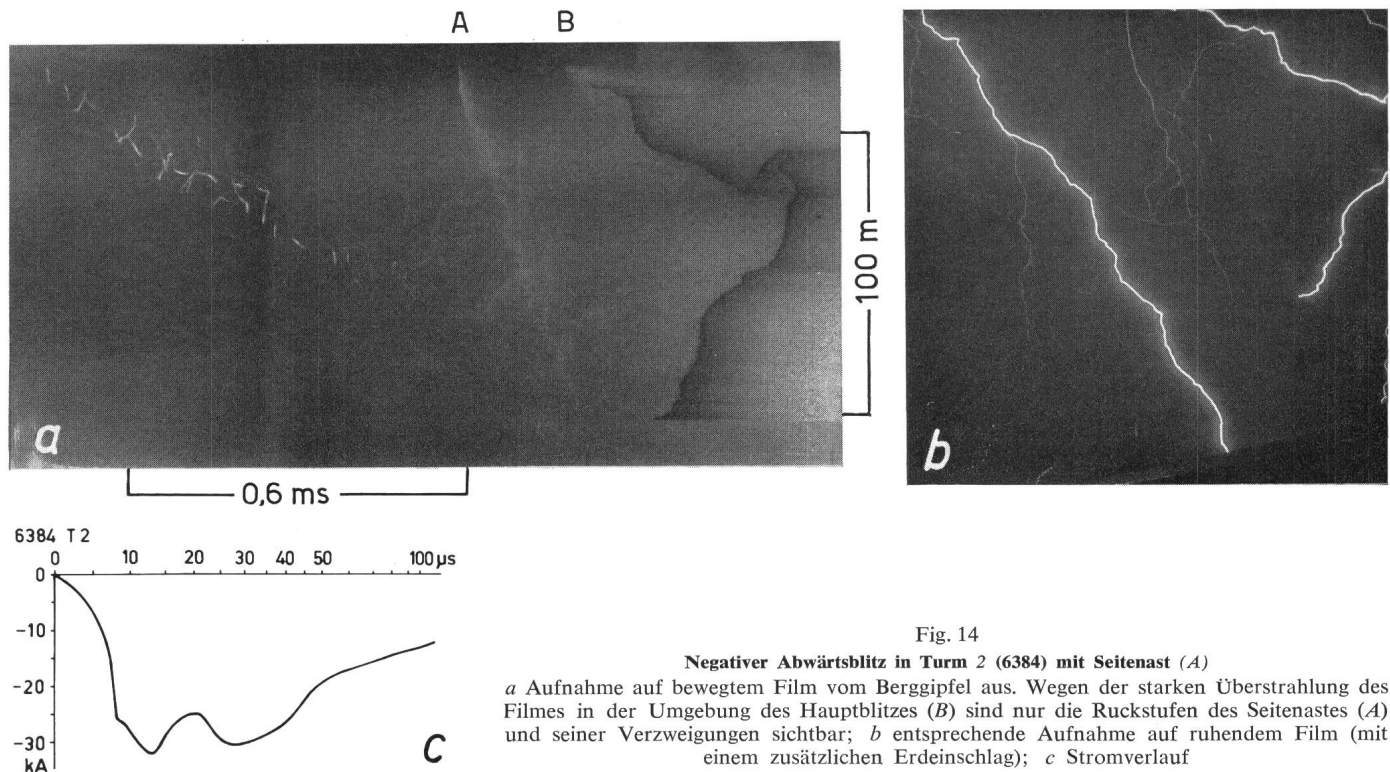 A B
a
100 m
0,6 ms
b
6384 T2
0 10 20 30 40 50 100 µs
0
-10
-20
-30
kA
c
Fig. 14
Negativer Abwärtsblitz in Turm 2 (6384) mit Seitenast (A)
a Aufnahme auf bewegtem Film vom Berggipfel aus. Wegen der starken Überstrahlung des
Filmes in der Umgebung des Hauptblitzes (B) sind nur die Ruckstufen des Seitenastes (A)
und seiner Verzweigungen sichtbar; b entsprechende Aufnahme auf ruhendem Film (mit
einem zusätzlichen Erdeinschlag); c Stromverlauf